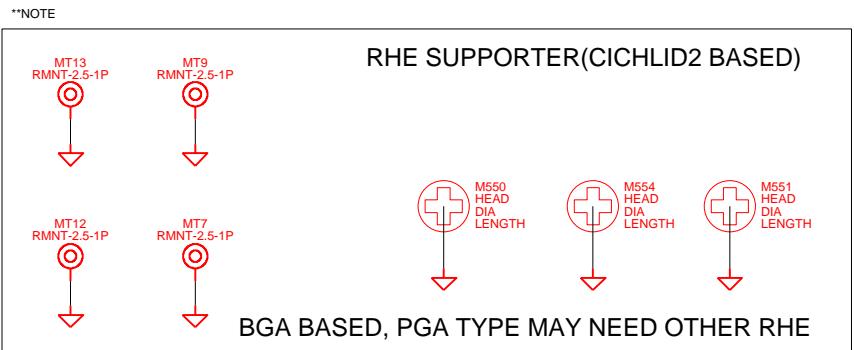 **NOTE
RHE SUPPORTER(CICHLID2 BASED)
MT13
RMNT-2.5-1P
MT9
RMNT-2.5-1P
M550
HEAD
DIA
LENGTH
M554
HEAD
DIA
LENGTH
M551
HEAD
DIA
LENGTH
MT12
RMNT-2.5-1P
MT7
RMNT-2.5-1P
BGA BASED, PGA TYPE MAY NEED OTHER RHE